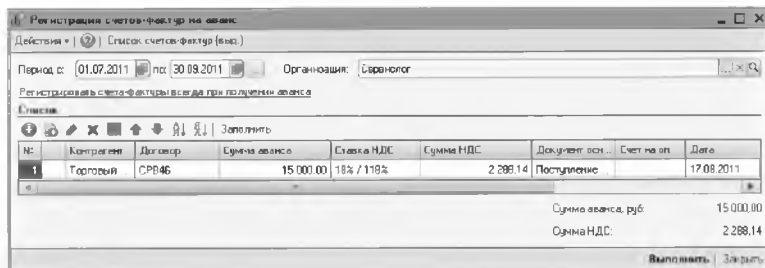 Регистрация счетов-фактур на аванс
Действия Список счетов-фактур (выд.)
Период с: 01.07.2011 по: 30.09.2011 ... Организация: Сервислог ... × 
Регистрировать счета-фактуры всегда при получении аванса
Список
Заполнить
№ Контрагент Договор Сумма аванса Ставка НДС Сумма НДС Документ осн... Счет на оп Дата
1 Торговый СРВ46 15 000,00 18% / 118% 2 288,14 Поступление 17.08.2011
Сумма аванса, руб: 15 000,00
Сумма НДС: 2 288,14
Выполнить Закрыть